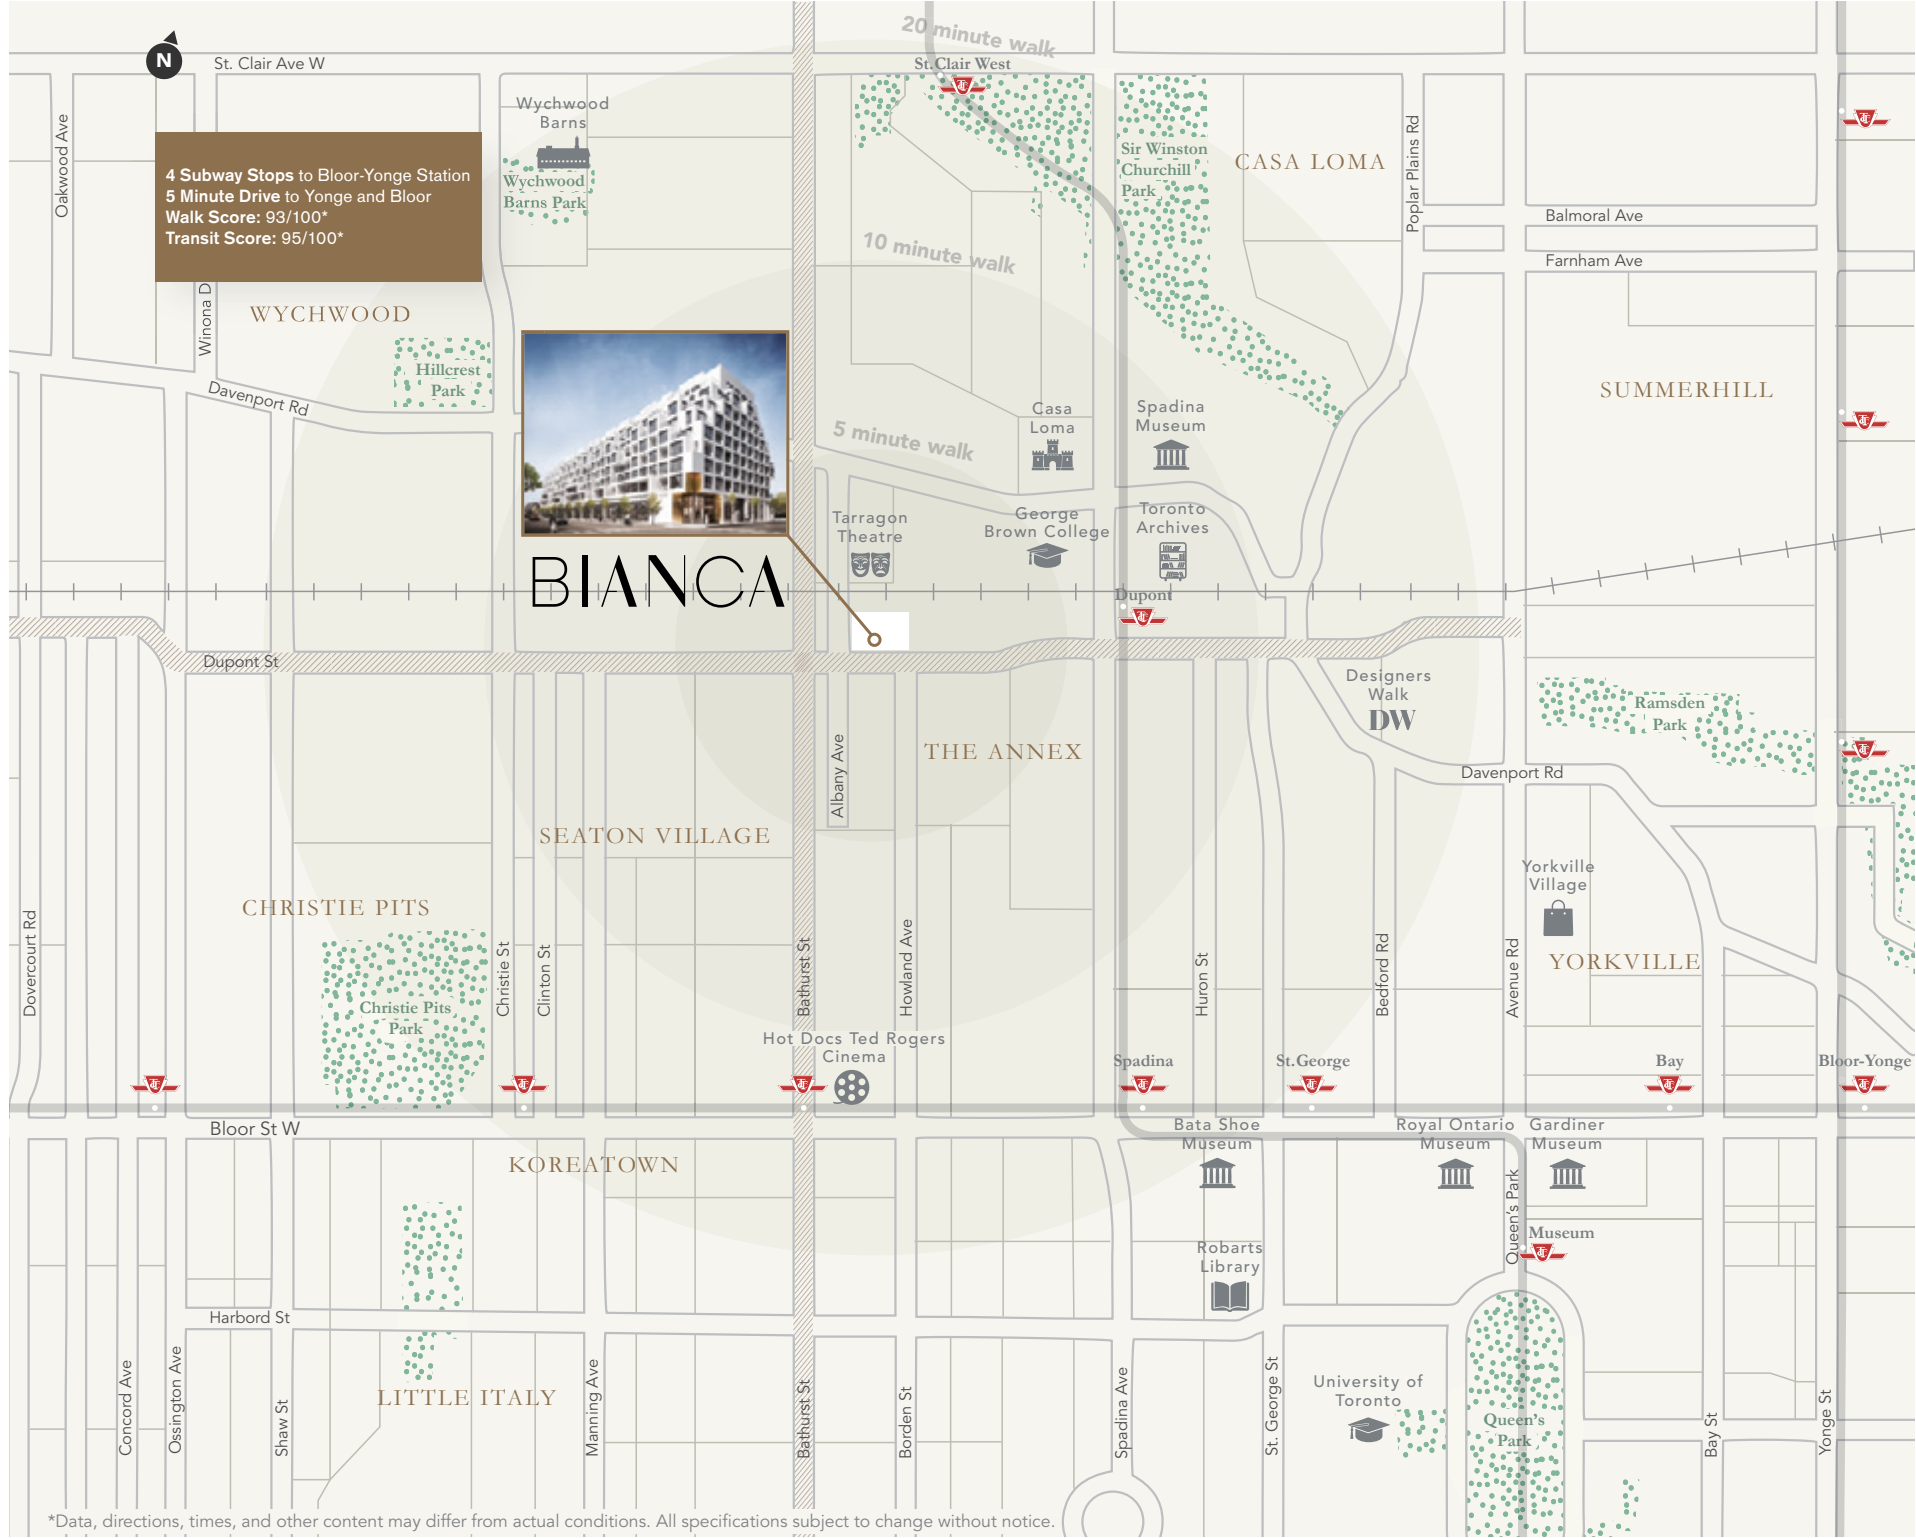 20 minute walk
St.Clair West
N
St. Clair Ave W
Wychwood
Barns
Oakwood Ave
4 Subway Stops to Bloor-Yonge Station
5 Minute Drive to Yonge and Bloor
Walk Score: 93/100*
Transit Score: 95/100*
Wychwood
Barns Park
Sir Winston
Churchill
Park
CASA LOMA
Poplar Plains Rd
Balmoral Ave
Farnham Ave
10 minute walk
Winona D
WYCHWOOD
Hillcrest
Park
Davenport Rd
SUMMERHILL
5 minute walk
Casa
Loma
Spadina
Museum
Tarragon
Theatre
George
Brown College
Toronto
Archives
BIANCA
Dupont
Dupont St
Designers
Walk
DW
Ramsden
Park
THE ANNEX
Albany Ave
Davenport Rd
SEATON VILLAGE
Yorkville
Village
CHRISTIE PITS
Dovercourt Rd
Christie St
Clinton St
Bathurst St
Howland Ave
Huron St
Bedford Rd
Avenue Rd
YORKVILLE
Christie Pits
Park
Hot Docs Ted Rogers
Cinema
Spadina
St.George
Bay
Bloor-Yonge
Bloor St W
Bata Shoe
Museum
Royal Ontario
Museum
Gardiner
Museum
KOREATOWN
Queen's Park
Museum
Robarts
Library
Harbord St
Concord Ave
Ossington Ave
Shaw St
LITTLE ITALY
Manning Ave
Bathurst St
Borden St
Spadina Ave
St. George St
University of
Toronto
Queen's
Park
Bay St
Yonge St
*Data, directions, times, and other content may differ from actual conditions. All specifications subject to change without notice.